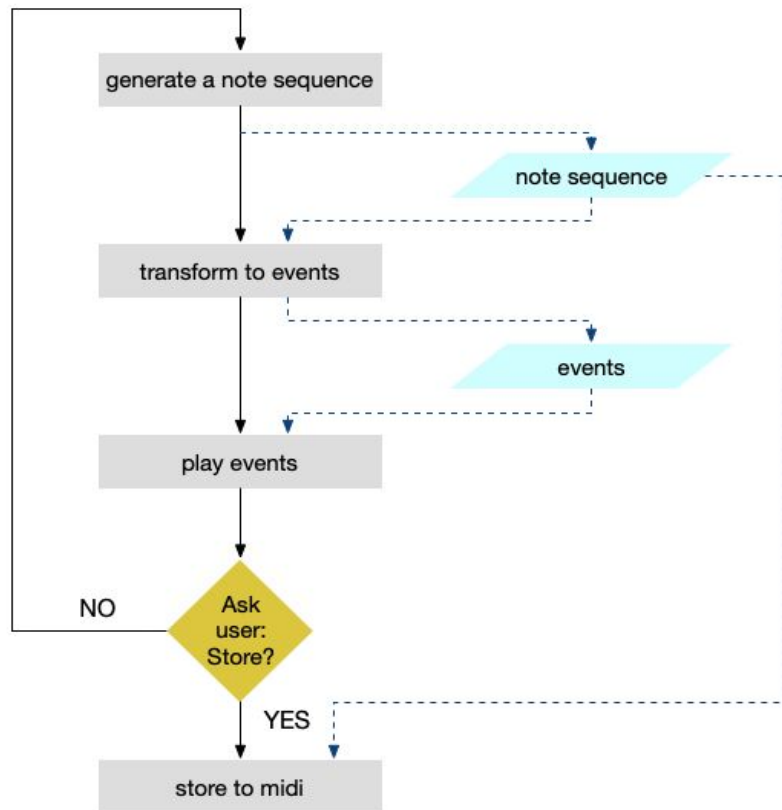 generate a note sequence
note sequence
transform to events
events
play events
NO
Ask
user:
Store?
YES
store to midi